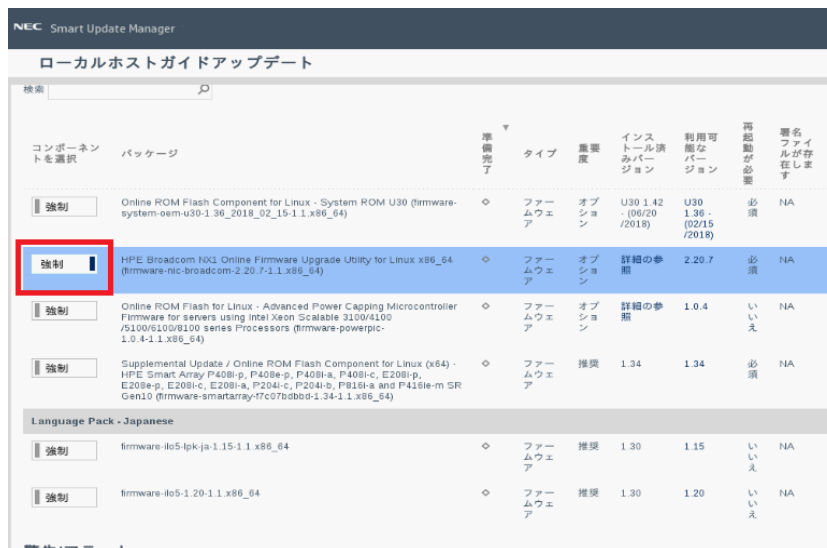 NEC Smart Update Manager
ローカルホストガイドアップデート
検索
コンポーネン
トを選択
パッケージ
準
備
完
了
タイプ
重要
度
インス
トール済
みバー
ジョン
利用可
能な
バー
ジョン
再
起
動
が
必
要
署名
ファイ
ルが存
在しま
す
強制
Online ROM Flash Component for Linux - System ROM U30 (firmware-
system-oem-u30-1.36_2018_02_15-1.1.x86_64)
ファー
ムウェ
ア
オプ
ショ
ン
U30 1.42
- (06/20
/2018)
U30
1.36 -
(02/15
/2018)
必
須
NA
強制
HPE Broadcom NX1 Online Firmware Upgrade Utility for Linux x86_64
(firmware-nic-broadcom-2.20.7-1.1.x86_64)
ファー
ムウェ
ア
オプ
ショ
ン
詳細の参
照
2.20.7
必
須
NA
強制
Online ROM Flash for Linux - Advanced Power Capping Microcontroller
Firmware for servers using Intel Xeon Scalable 3100/4100
/5100/6100/8100 series Processors (firmware-powerpic-
1.0.4-1.1.x86_64)
ファー
ムウェ
ア
オプ
ショ
ン
詳細の参
照
1.0.4
い
い
え
NA
強制
Supplemental Update / Online ROM Flash Component for Linux (x64) -
HPE Smart Array P408i-p, P408e-p, P408i-a, P408i-c, E208i-p,
E208e-p, E208i-c, E208i-a, P204i-c, P204i-b, P816i-a and P416ie-m SR
Gen10 (firmware-smartarray-f7c07bdbbd-1.34-1.1.x86_64)
ファー
ムウェ
ア
推奨
1.34
1.34
必
須
NA
Language Pack - Japanese
強制
firmware-ilo5-lpk-ja-1.15-1.1.x86_64
ファー
ムウェ
ア
推奨
1.30
1.15
い
い
え
NA
強制
firmware-ilo5-1.20-1.1.x86_64
ファー
ムウェ
ア
推奨
1.30
1.20
い
い
え
NA